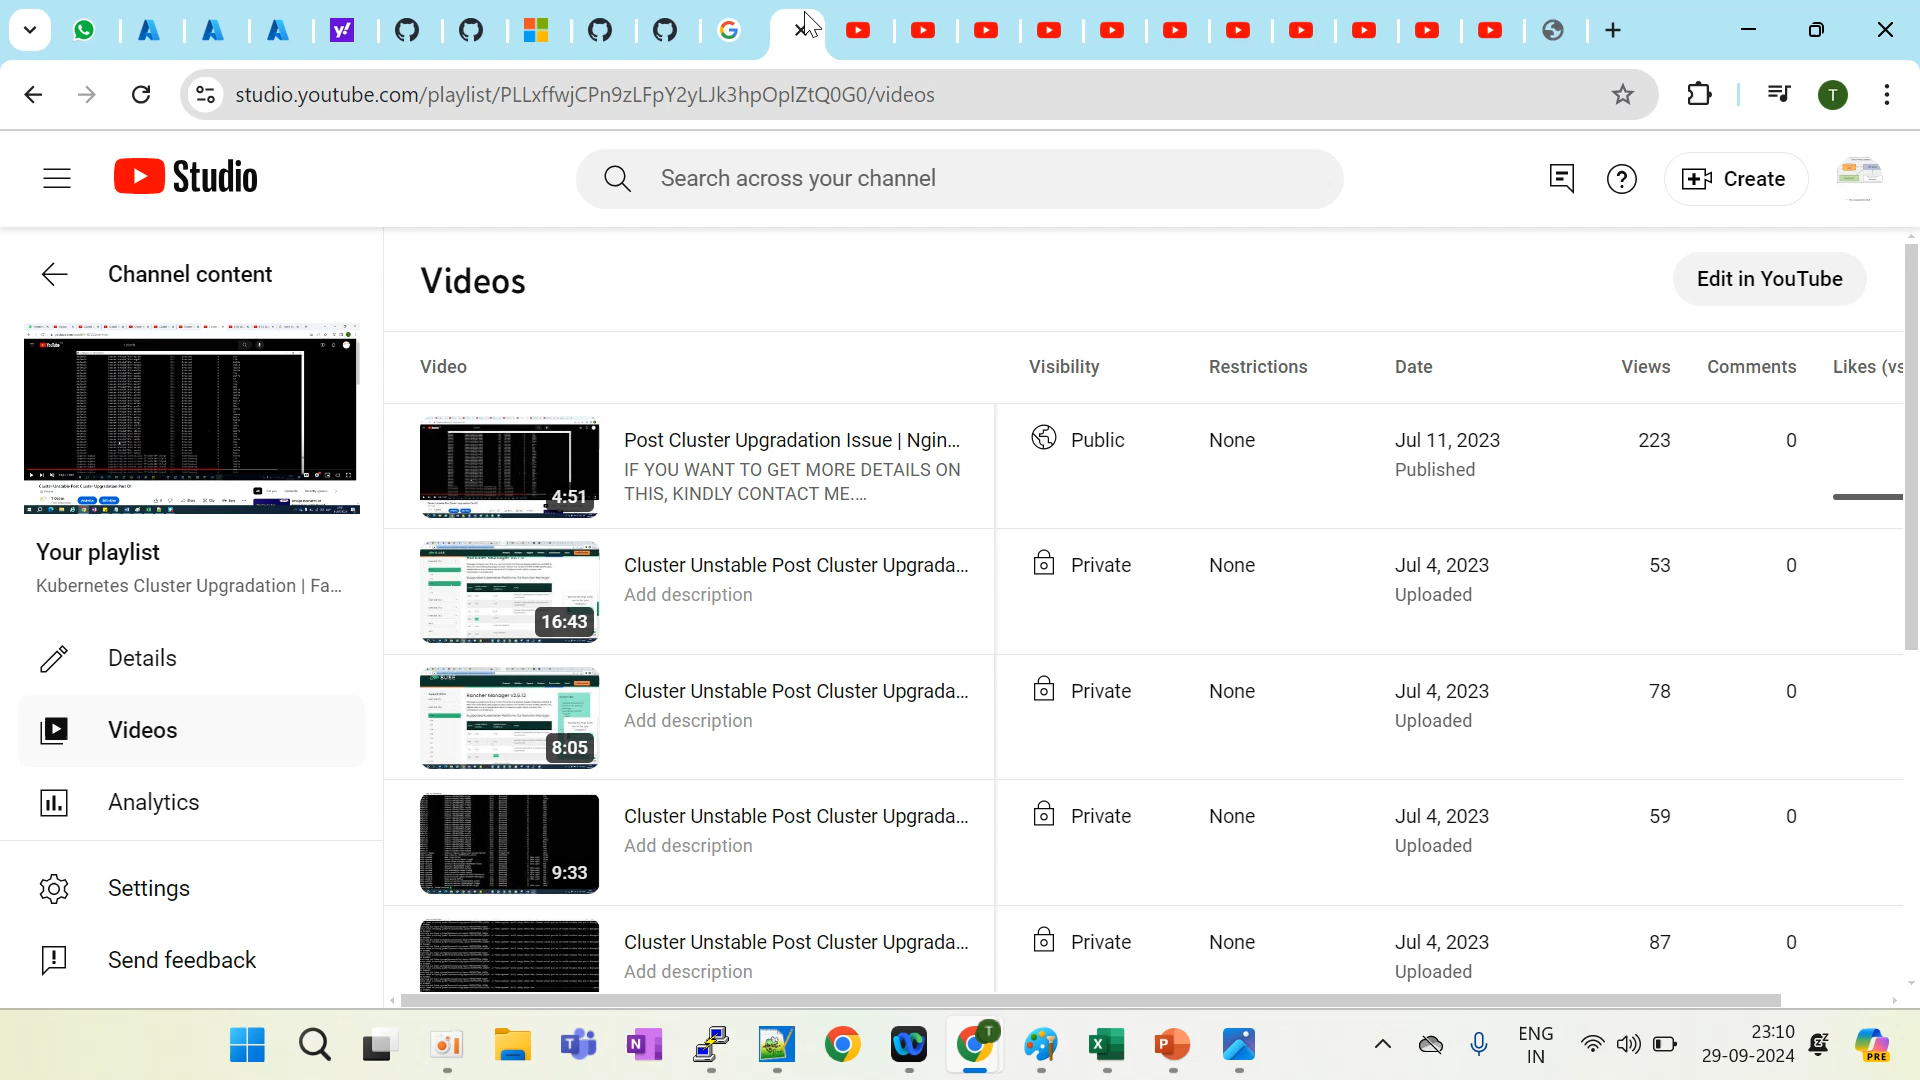 studio.youtube.com/playlist/PLLxffwjCPn9zLFpY2yLJk3hpOplZtQ0G0/videos
T
Studio
Search across your channel
Create
Channel content
Videos
Edit in YouTube
Video
Visibility
Restrictions
Date
Views
Comments
Likes (vs
4:51
Post Cluster Upgradation Issue | Ngin...
IF YOU WANT TO GET MORE DETAILS ON
THIS, KINDLY CONTACT ME....
Public
None
Jul 11, 2023
Published
223
0
Your playlist
Kubernetes Cluster Upgradation | Fa...
16:43
Cluster Unstable Post Cluster Upgrada...
Add description
Private
None
Jul 4, 2023
Uploaded
53
0
Details
Videos
Analytics
Settings
Send feedback
8:05
Cluster Unstable Post Cluster Upgrada...
Add description
Private
None
Jul 4, 2023
Uploaded
78
0
9:33
Cluster Unstable Post Cluster Upgrada...
Add description
Private
None
Jul 4, 2023
Uploaded
59
0
Cluster Unstable Post Cluster Upgrada...
Add description
Private
None
Jul 4, 2023
Uploaded
87
0
ENG
IN
23:10
29-09-2024
PRE